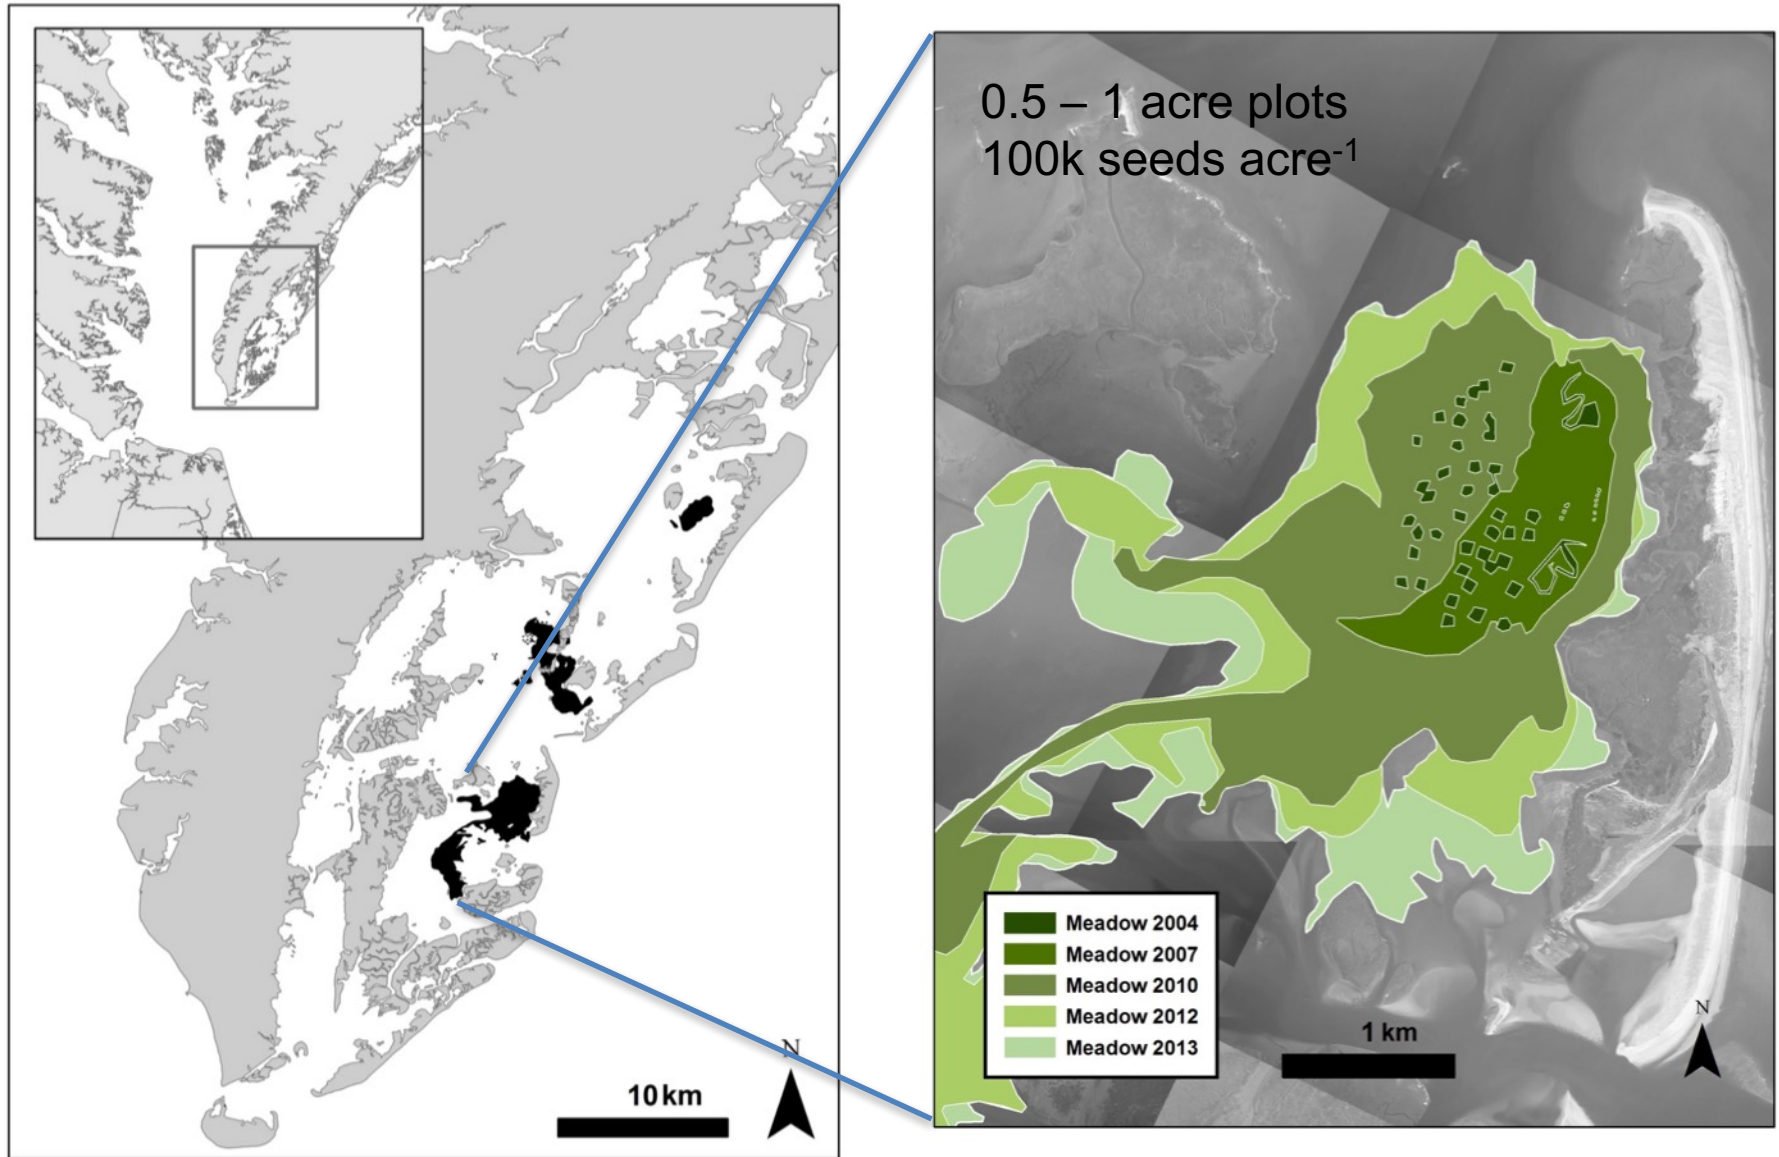 N
10 km
0.5 – 1 acre plots
100k seeds acre-1
Meadow 2004
Meadow 2007
Meadow 2010
Meadow 2012
Meadow 2013
1 km
N